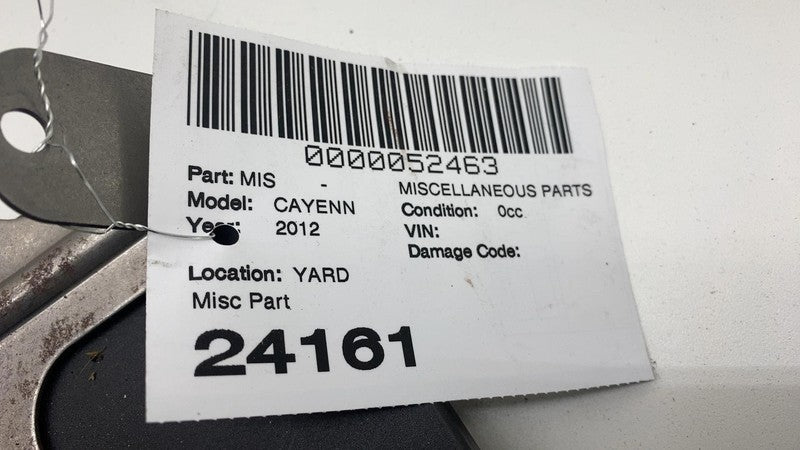 0000052463
Part: MIS - MISCELLANEOUS PARTS
Model: CAYENN Condition: 0cc
Year: 2012 VIN:
Damage Code:
Location: YARD
Misc Part
24161